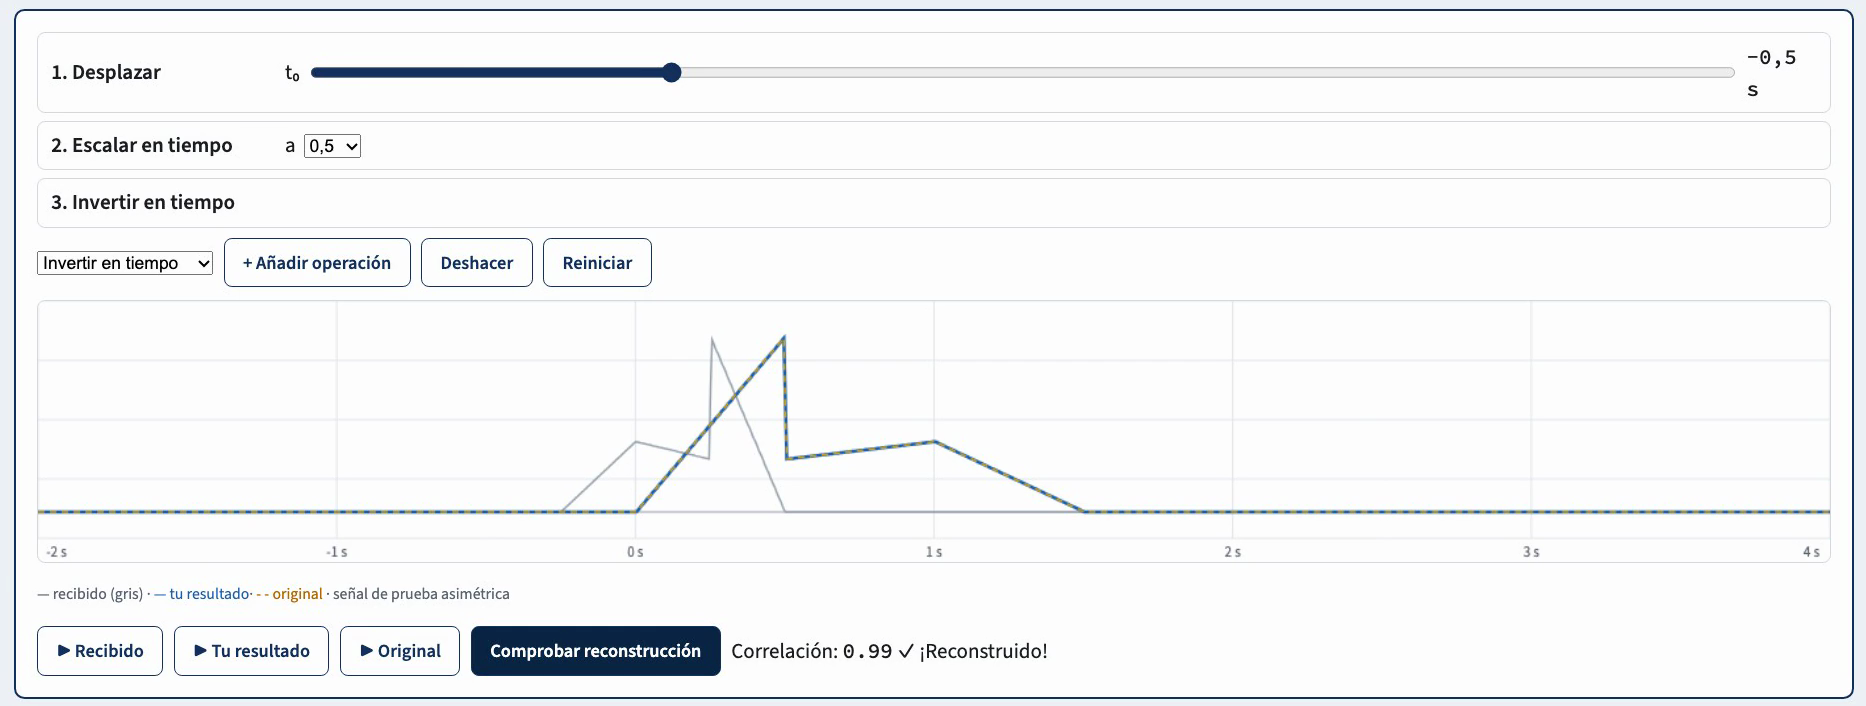 1. Desplazar t₀ −0,5 s
2. Escalar en tiempo a 0,5
3. Invertir en tiempo
Invertir en tiempo + Añadir operación Deshacer Reiniciar
-2 s -1 s 0 s 1 s 2 s 3 s 4 s
— recibido (gris) · — tu resultado· - - original · señal de prueba asimétrica
▶ Recibido ▶ Tu resultado ▶ Original Comprobar reconstrucción Correlación: 0.99 ✓ ¡Reconstruido!